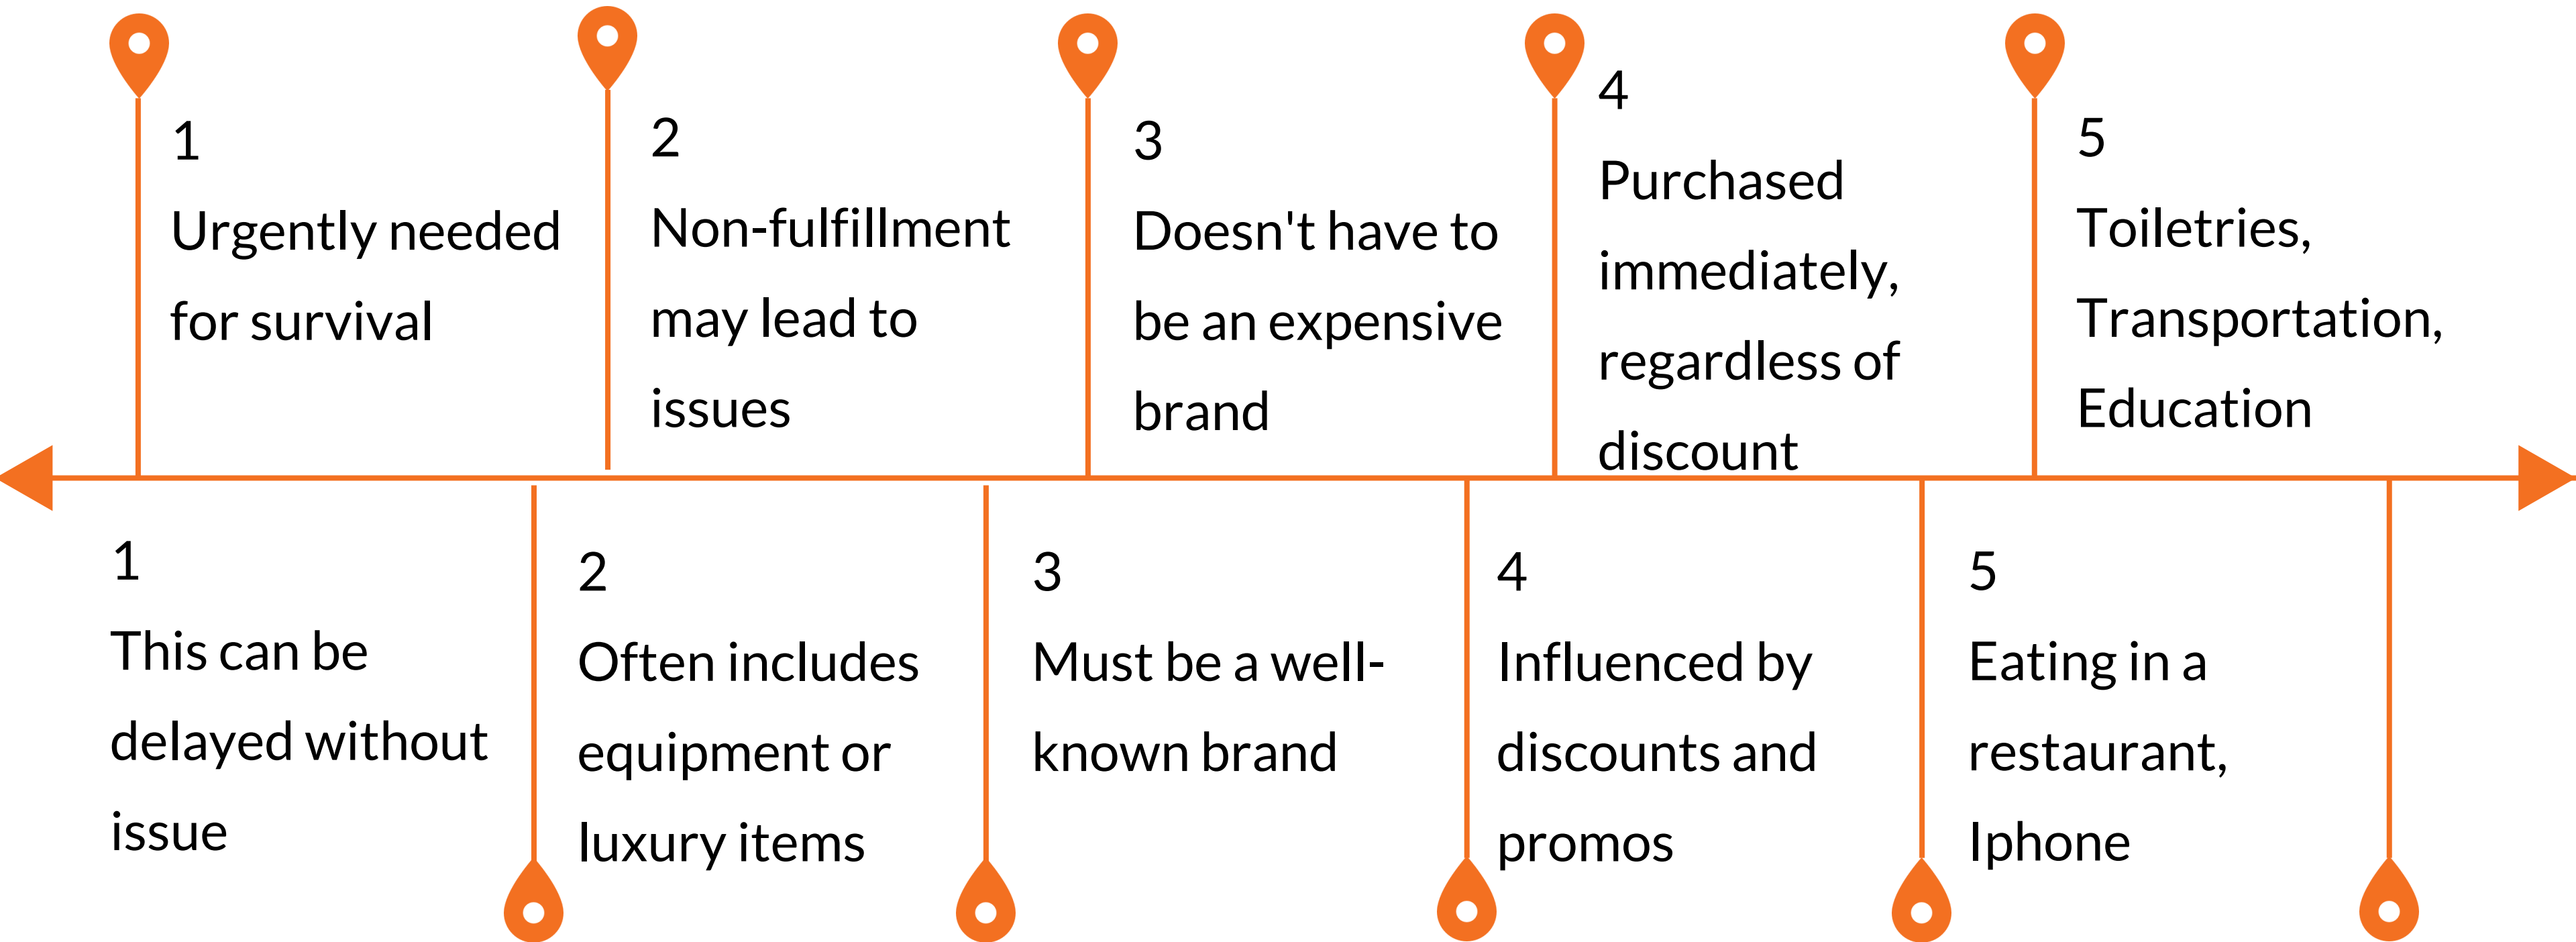 1
Urgently needed
for survival
2
Non-fulfillment
may lead to
issues
3
Doesn't have to
be an expensive
brand
4
Purchased
immediately,
regardless of
discount
5
Toiletries,
Transportation,
Education
1
This can be
delayed without
issue
2
Often includes
equipment or
luxury items
3
Must be a well-
known brand
4
Influenced by
discounts and
promos
5
Eating in a
restaurant,
Iphone